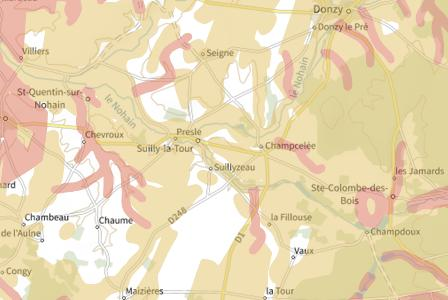 Donzy
Donzy le Pré
Villiers
Seigne
le Nohain
St-Quentin-sur-
Nohain
le Nohain
Presle
Chevroux
Suilly-la-Tour
Champcelée
Suillyzeau
les Jamards
Ste-Colombe-des-
Bois
nard
Chambeau
Chaume
D248
la Fillouse
de l'Aulne
D1
Champdoux
Vaux
Congy
Maizières
la Tour